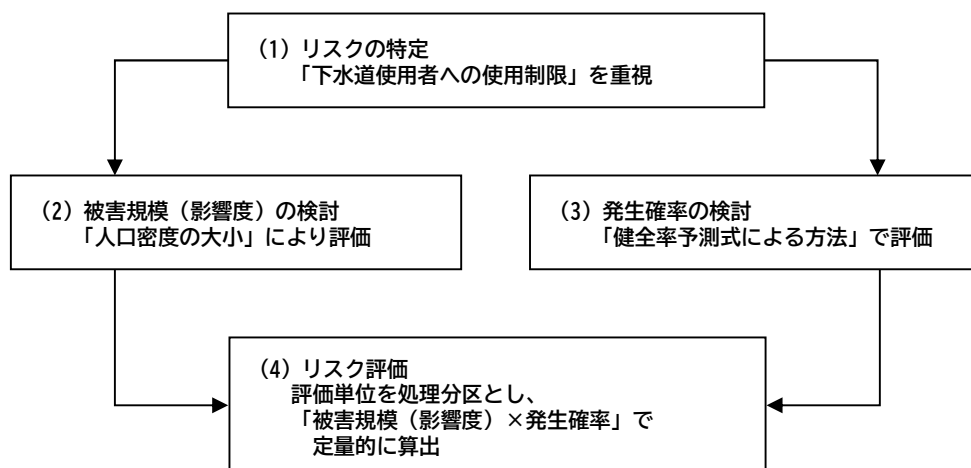 (1) リスクの特定
「下水道使用者への使用制限」を重視
(2) 被害規模（影響度）の検討
「人口密度の大小」により評価
(3) 発生確率の検討
「健全率予測式による方法」で評価
(4) リスク評価
評価単位を処理分区とし、
「被害規模（影響度）×発生確率」で
定量的に算出